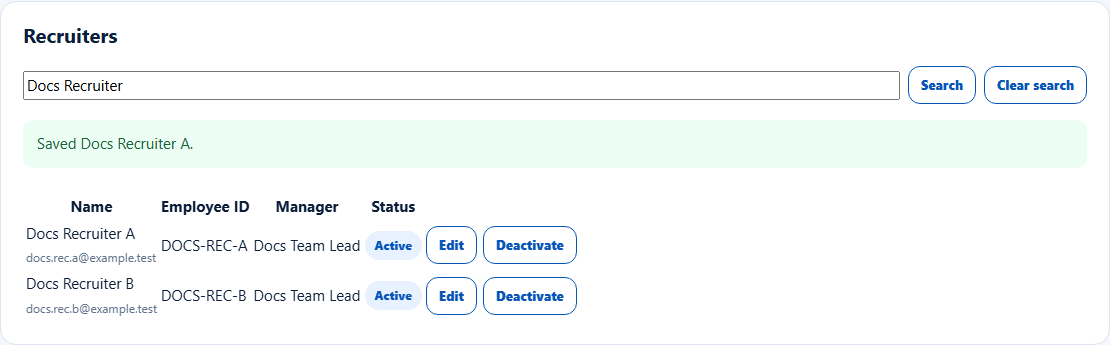 Recruiters
Docs Recruiter
Search
Clear search
Saved Docs Recruiter A.
Name Employee ID Manager Status
Docs Recruiter A
docs.rec.a@example.test
DOCS-REC-A Docs Team Lead Active Edit Deactivate
Docs Recruiter B
docs.rec.b@example.test
DOCS-REC-B Docs Team Lead Active Edit Deactivate